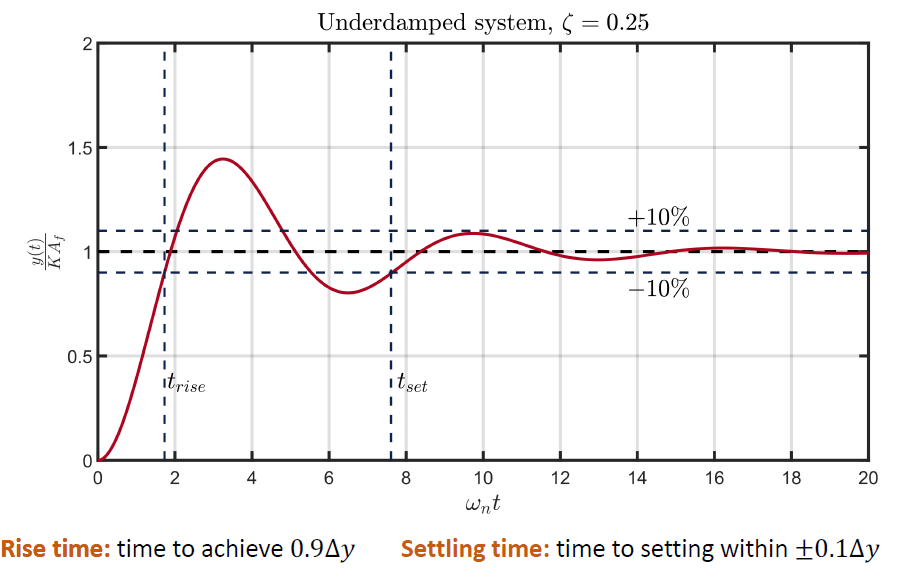 Underdamped system, ζ = 0.25
2
1.5
1
0.5
0
y(t)
KA_f
+10%
−10%
t_rise
t_set
0 2 4 6 8 10 12 14 16 18 20
ω_n t
Rise time: time to achieve 0.9Δy Settling time: time to setting within ±0.1Δy